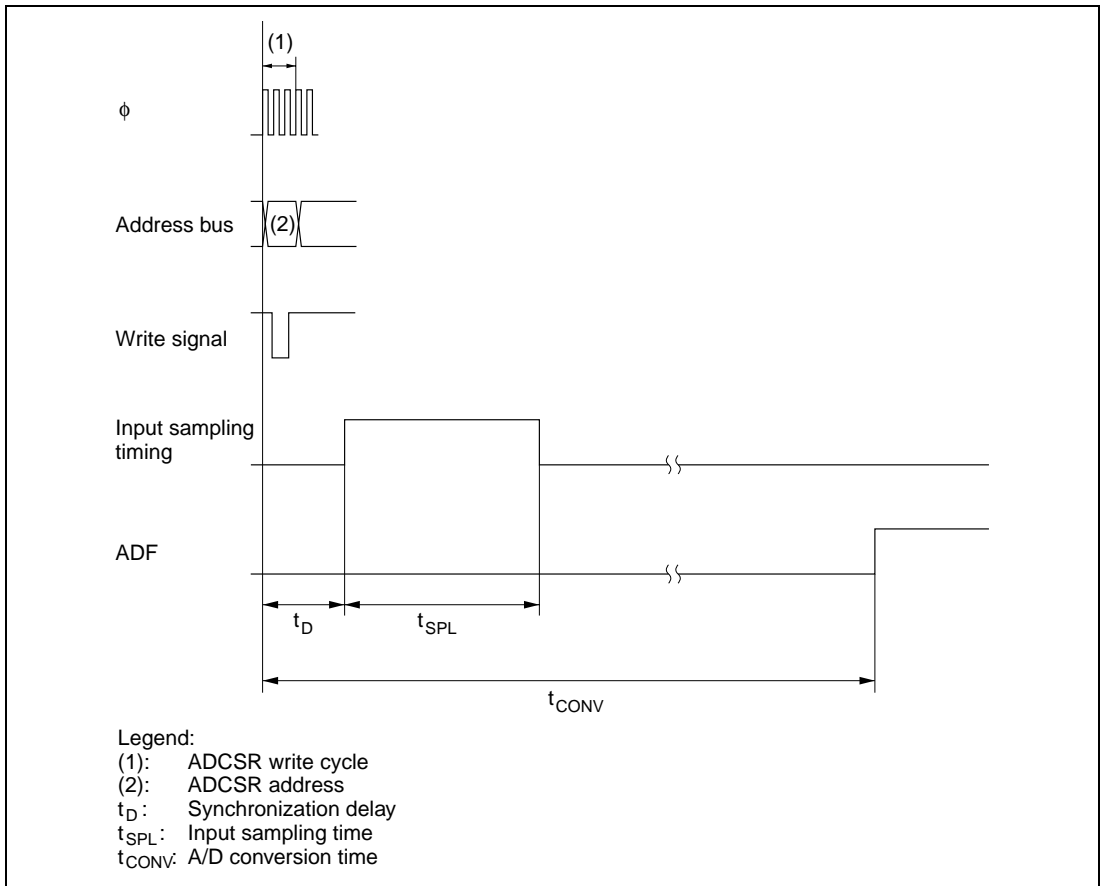 (1)
ϕ
Address bus
(2)
Write signal
Input sampling
timing
ADF
tD
tSPL
tCONV
Legend:
(1): ADCSR write cycle
(2): ADCSR address
tD : Synchronization delay
tSPL: Input sampling time
tCONV: A/D conversion time